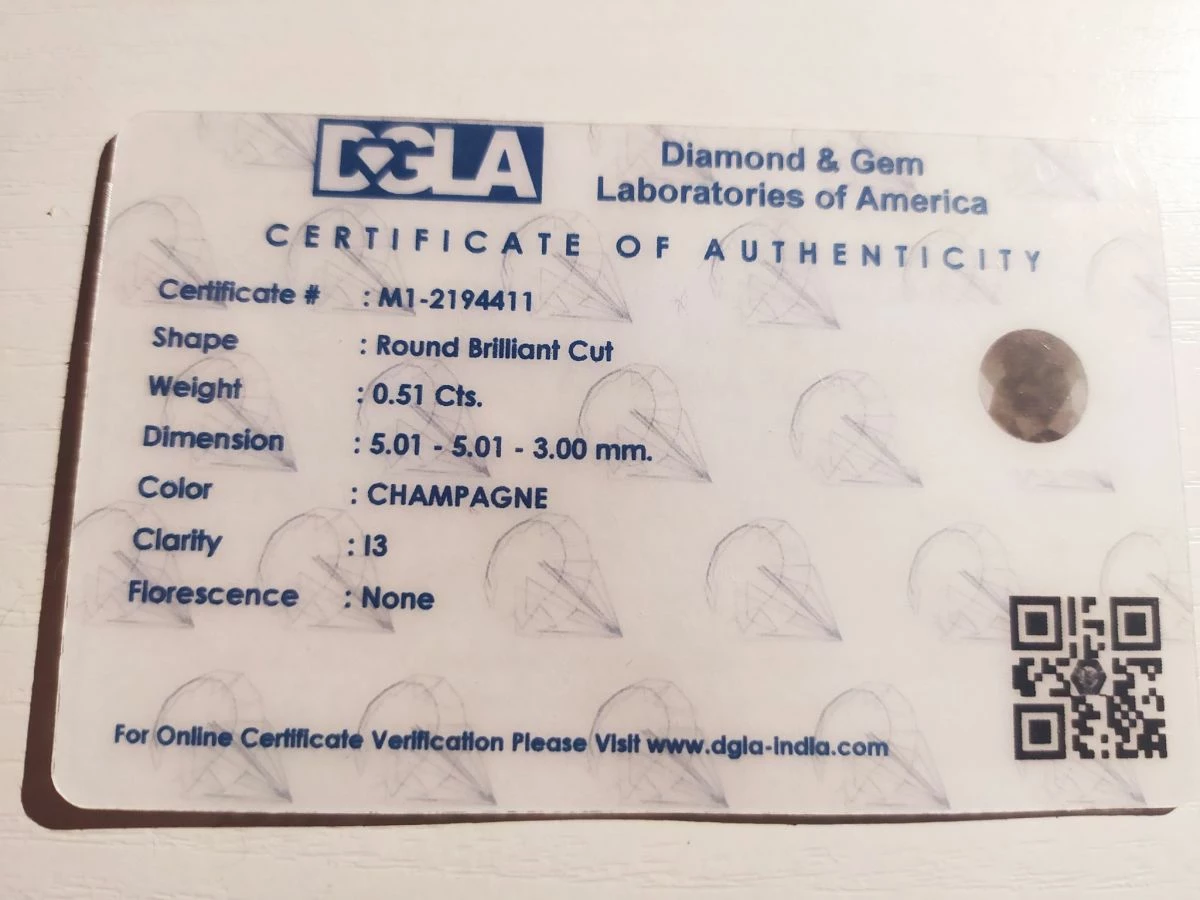 DGLA
Diamond & Gem
Laboratories of America
CERTIFICATE OF AUTHENTICITY
Certificate # : M1-2194411
Shape : Round Brilliant Cut
Weight : 0.51 Cts.
Dimension : 5.01 - 5.01 - 3.00 mm.
Color : CHAMPAGNE
Clarity : I3
Florescence : None
For Online Certificate Verification Please Visit www.dgla-india.com